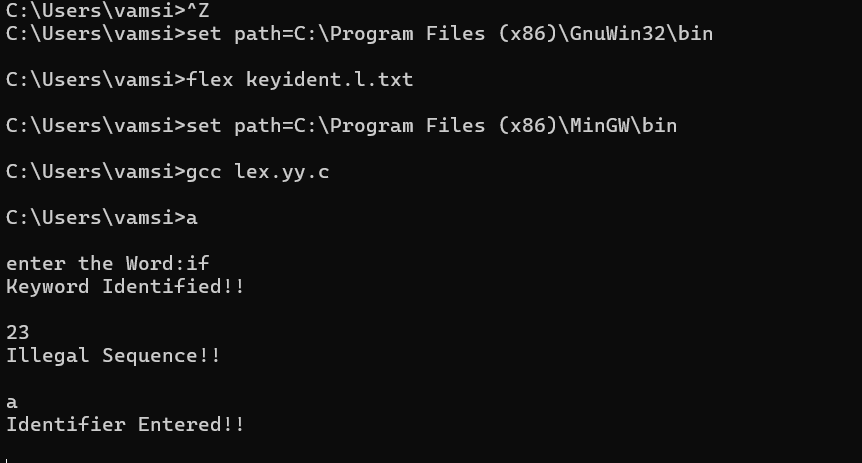 C:\Users\vamsi>^Z
C:\Users\vamsi>set path=C:\Program Files (x86)\GnuWin32\bin
C:\Users\vamsi>flex keyident.l.txt
C:\Users\vamsi>set path=C:\Program Files (x86)\MinGW\bin
C:\Users\vamsi>gcc lex.yy.c
C:\Users\vamsi>a
enter the Word:if
Keyword Identified!!
23
Illegal Sequence!!
a
Identifier Entered!!